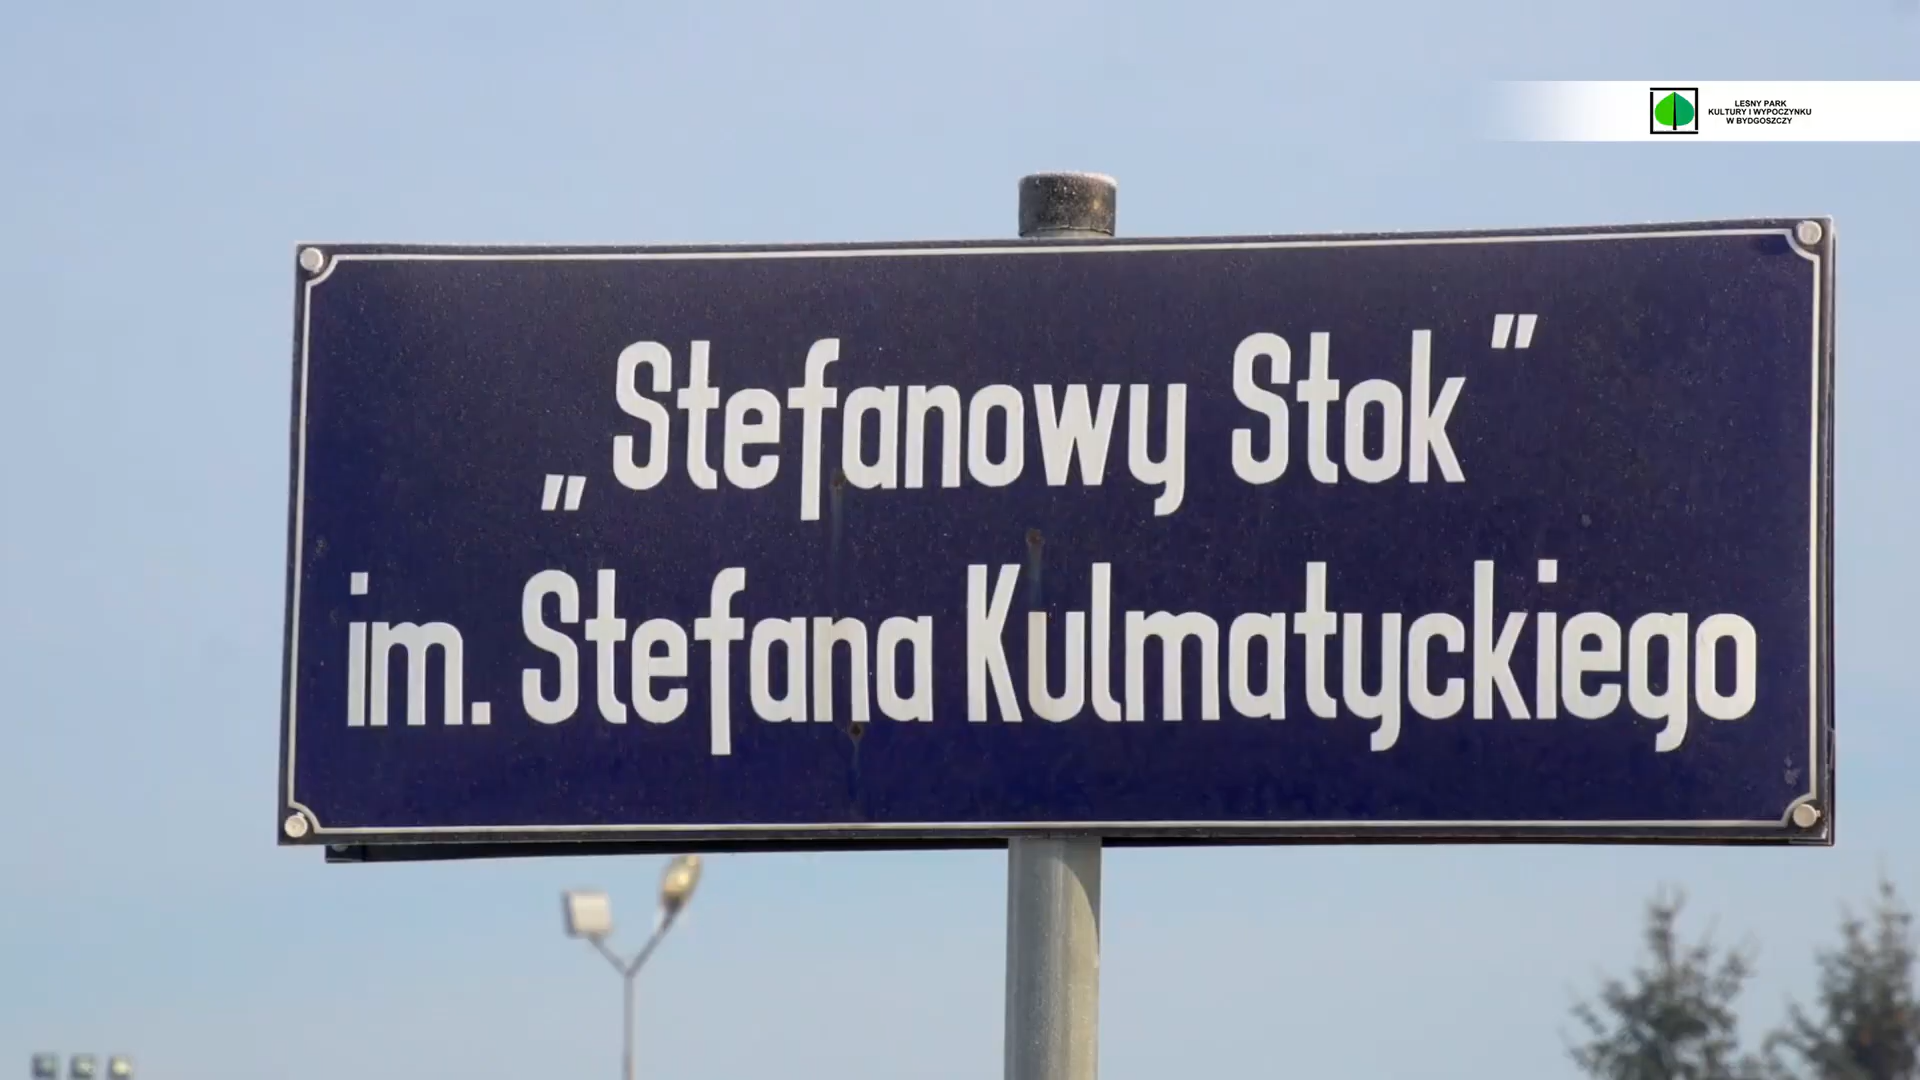 LEŚNY PARK
KULTURY I WYPOCZYNKU
W BYDGOSZCZY
„Stefanowy Stok”
im. Stefana Kulmatyckiego